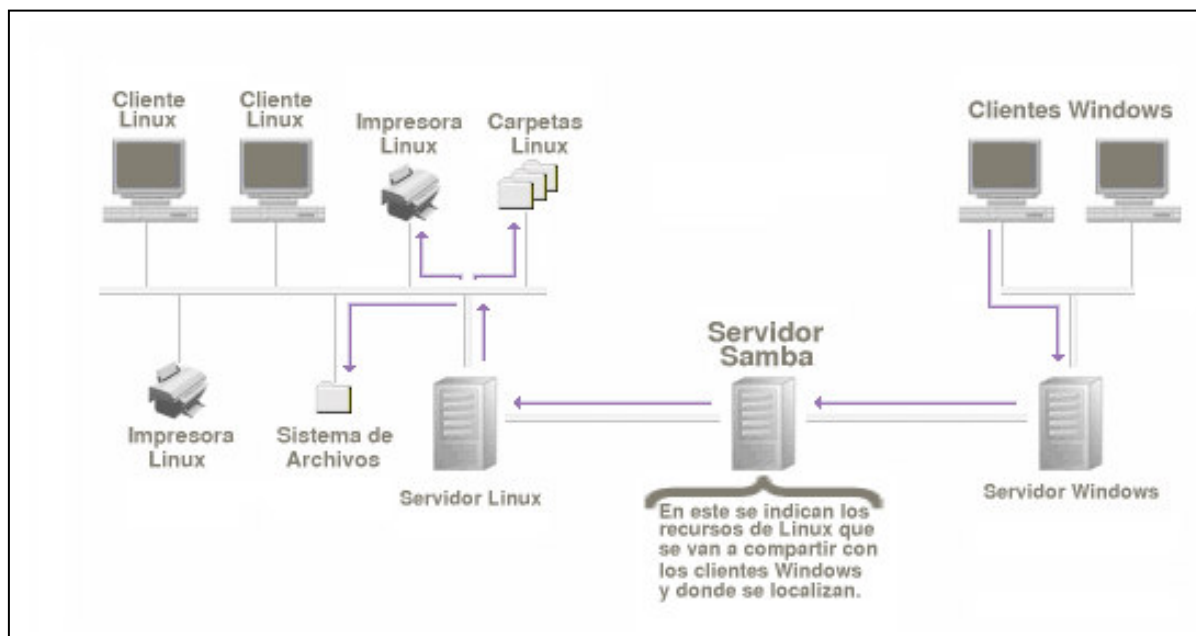 Cliente
Linux
Cliente
Linux
Impresora
Linux
Carpetas
Linux
Clientes Windows
Servidor
Samba
Impresora
Linux
Sistema de
Archivos
Servidor Linux
Servidor Windows
En este se indican los
recursos de Linux que
se van a compartir con
los clientes Windows
y donde se localizan.